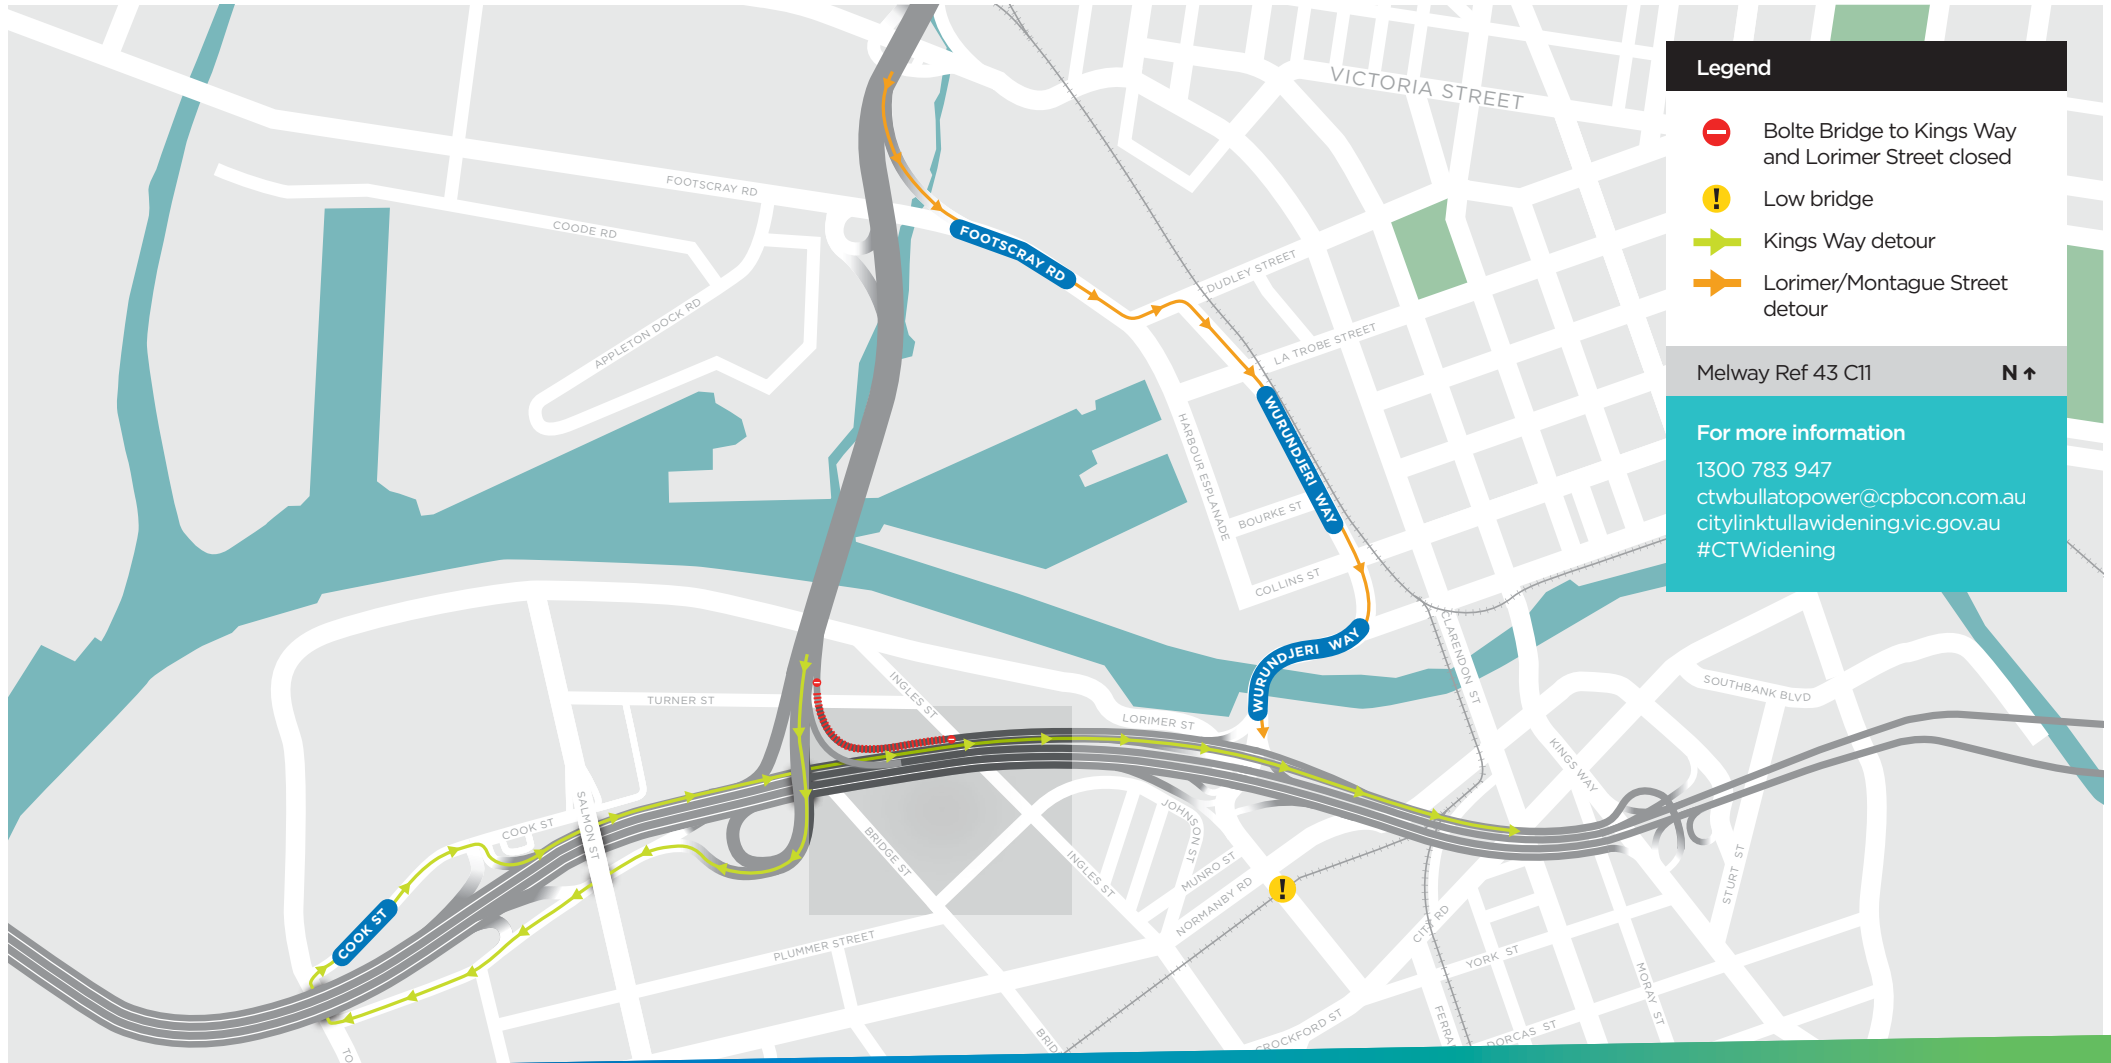 VICTORIA STREET
FOOTSCRAY RD
COODE RD
FOOTSCRAY RD
DUDLEY STREET
APPLETON DOCK RD
LA TROBE STREET
HARBOUR ESPLANADE
WURUNDJERI WAY
BOURKE ST
COLLINS ST
WURUNDJERI WAY
CLARENDON ST
INGLES ST
TURNER ST
LORIMER ST
SOUTHBANK BLVD
KINGS WAY
COOK ST
SALMON ST
BRIDGE ST
JOHNSON ST
INGLES ST
MUNRO ST
NORMANBY RD
!
STURT ST
COOK ST
PLUMMER STREET
CITY RD
YORK ST
MORAY ST
CROCKFORD ST
FERRA
DORCAS ST
BRID
TO
Legend
Bolte Bridge to Kings Way
and Lorimer Street closed
!
Low bridge
Kings Way detour
Lorimer/Montague Street
detour
Melway Ref 43 C11
N ↑
For more information
1300 783 947
ctwbullatopower@cpbcon.com.au
citylinktullawidening.vic.gov.au
#CTWidening